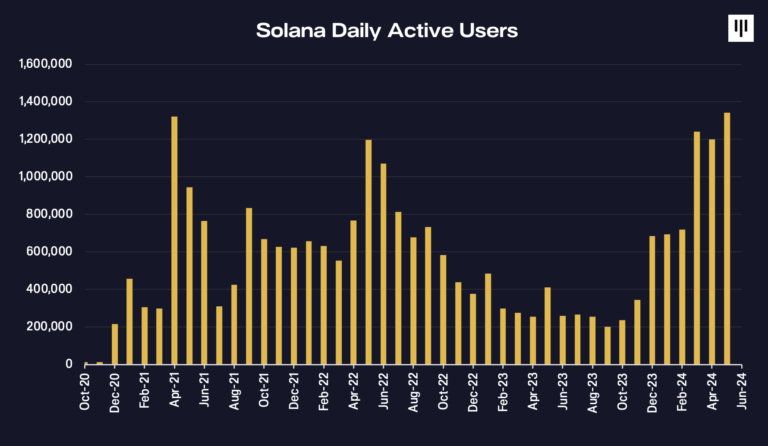 Solana Daily Active Users
1,600,000
1,400,000
1,200,000
1,000,000
800,000
600,000
400,000
200,000
0
Oct-20
Dec-20
Feb-21
Apr-21
Jun-21
Aug-21
Oct-21
Dec-21
Feb-22
Apr-22
Jun-22
Aug-22
Oct-22
Dec-22
Feb-23
Apr-23
Jun-23
Aug-23
Oct-23
Dec-23
Feb-24
Apr-24
Jun-24